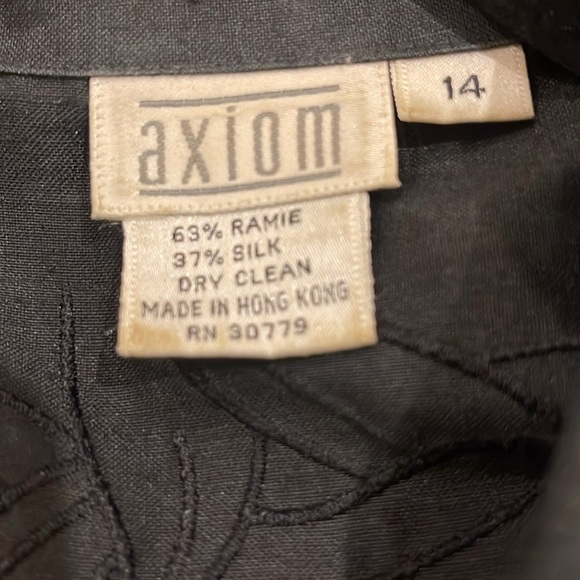 axiom
14
63% RAMIE
37% SILK
DRY CLEAN
MADE IN HONG KONG
RN 30779